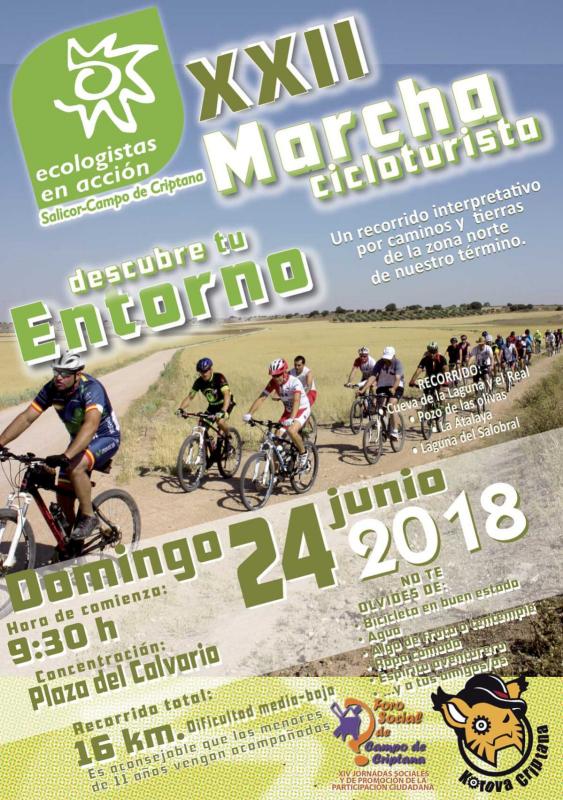 XXII
Marcha
cicloturista
ecologistas
en acción
Salicor-Campo de Criptana
Un recorrido interpretativo
por caminos y tierras
de la zona norte
de nuestro término.
descubre tu
Entorno
RECORRIDO:
• Cueva de la Laguna y el Real
• Pozo de las olivas
• La Atalaya
• Laguna del Salobral
Domingo 24 junio 2018
Hora de comienzo:
9:30 h
Concentración:
Plaza del Calvario
NO TE
OLVIDES DE:
• Bicicleta en buen estado
• Agua
• Algo de fruta o
• Ropa cómoda
• Espíritu aventurero
• ...y a tus amigos/as
Recorrido total:
16 km. Dificultad media-baja
Es aconsejable que los menores
de 11 años vengan acompañados
Foro
Social
de
Campo de
Criptana
XIV JORNADAS SOCIALES
Y DE PROMOCIÓN DE LA
PARTICIPACIÓN CIUDADANA
Kotova Criptana